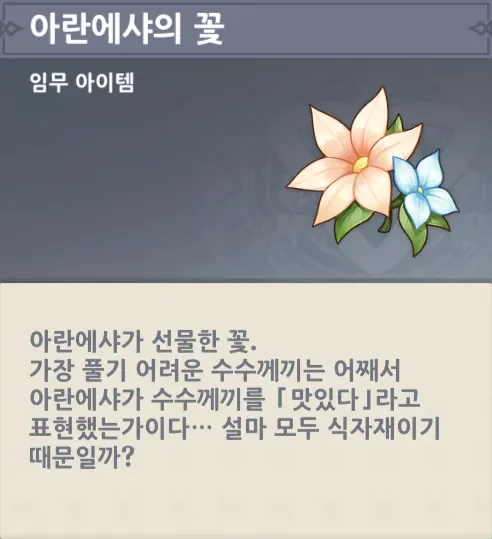 아란에샤의 꽃
임무 아이템
아란에샤가 선물한 꽃.
가장 풀기 어려운 수수께끼는 어째서
아란에샤가 수수께끼를 「맛있다」라고
표현했는가이다… 설마 모두 식자재이기
때문일까?